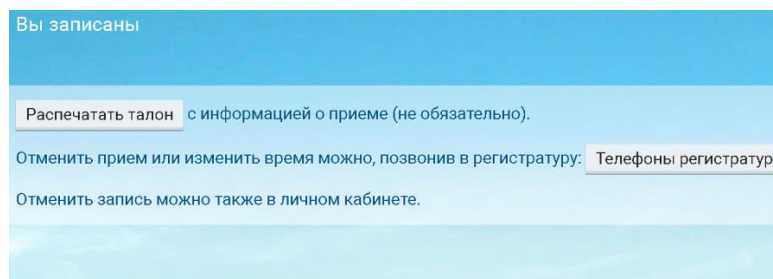 Вы записаны
Распечатать талон с информацией о приеме (не обязательно).
Отменить прием или изменить время можно, позвонив в регистратуру: Телефоны регистратур
Отменить запись можно также в личном кабинете.